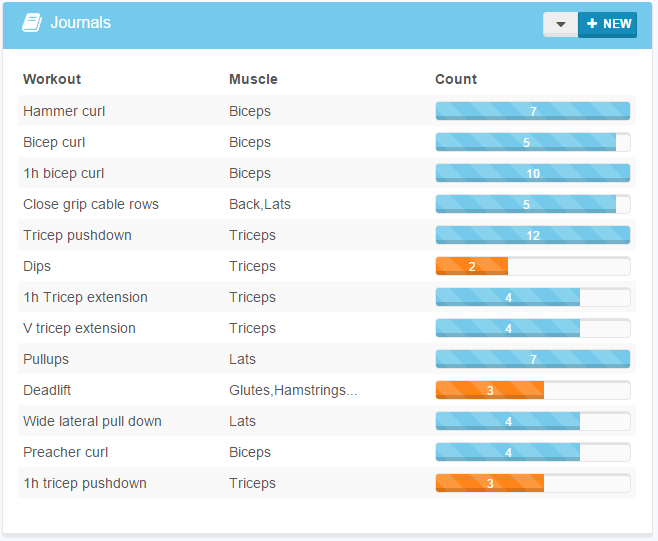 Journals
NEW
Workout Muscle Count
Hammer curl Biceps 7
Bicep curl Biceps 5
1h bicep curl Biceps 10
Close grip cable rows Back,Lats 5
Tricep pushdown Triceps 12
Dips Triceps 2
1h Tricep extension Triceps 4
V tricep extension Triceps 4
Pullups Lats 7
Deadlift Glutes,Hamstrings... 3
Wide lateral pull down Lats 4
Preacher curl Biceps 4
1h tricep pushdown Triceps 3